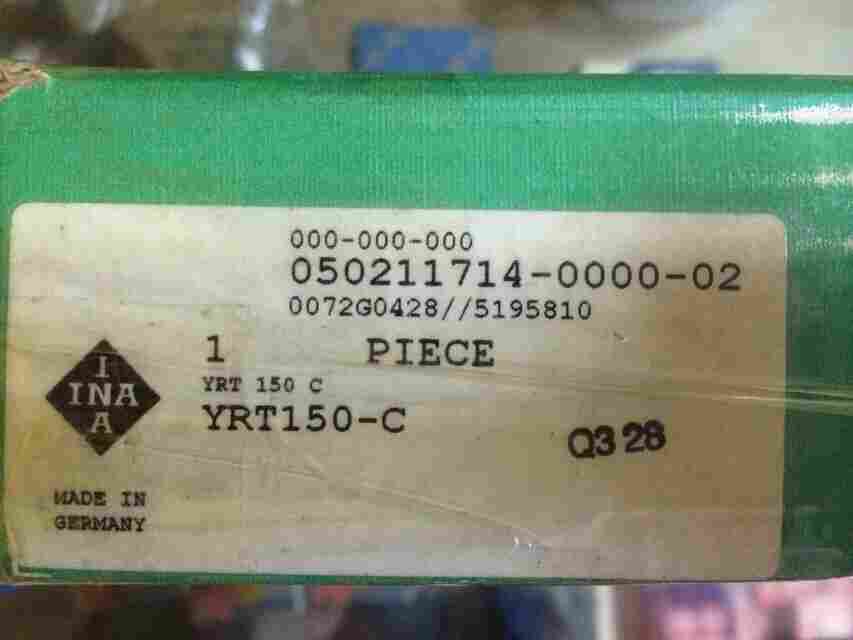 000-000-000
050211714-0000-02
0072G0428//5195810
1 PIECE
YRT 150 C
YRT150-C
I
INA
A
Q3 28
MADE IN
GERMANY